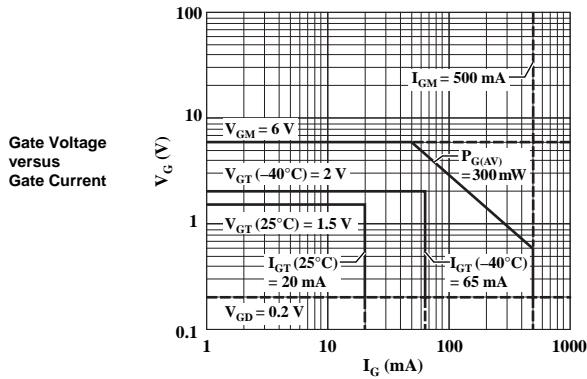 Gate Voltage
versus
Gate Current
V_G (V)
100
10
1
0.1
I_GM = 500 mA
V_GM = 6 V
P_G(AV)
= 300 mW
V_GT (–40°C) = 2 V
V_GT (25°C) = 1.5 V
I_GT (25°C)
= 20 mA
I_GT (–40°C)
= 65 mA
V_GD = 0.2 V
1
10
100
1000
I_G (mA)